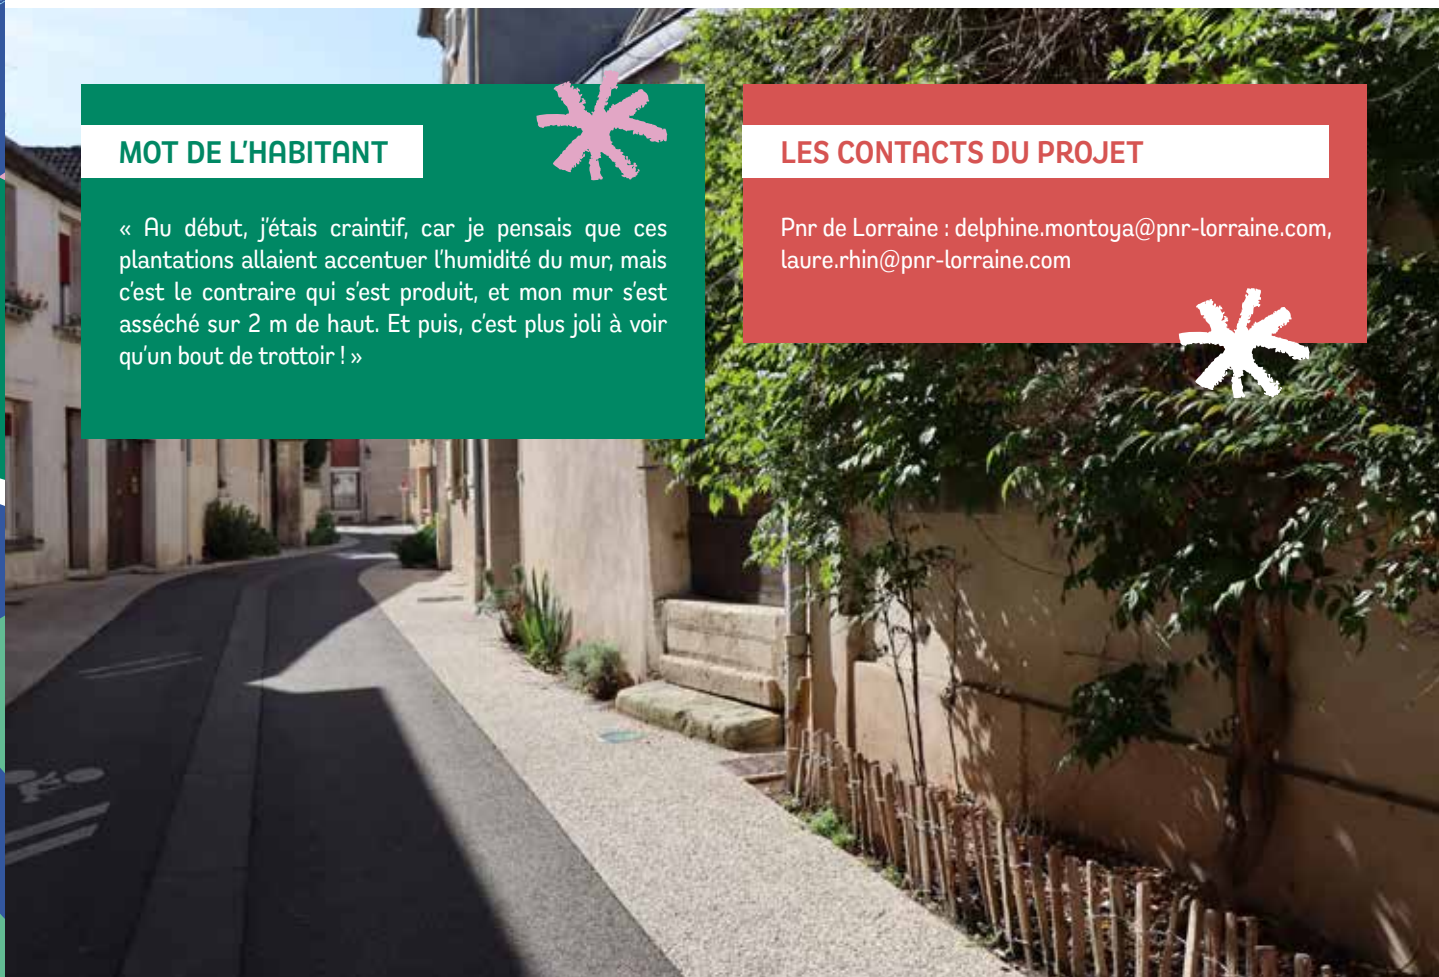 MOT DE L'HABITANT
« Au début, j'étais craintif, car je pensais que ces
plantations allaient accentuer l'humidité du mur, mais
c'est le contraire qui s'est produit, et mon mur s'est
asséché sur 2 m de haut. Et puis, c'est plus joli à voir
qu'un bout de trottoir ! »
LES CONTACTS DU PROJET
Pnr de Lorraine : delphine.montoya@pnr-lorraine.com,
laure.rhin@pnr-lorraine.com